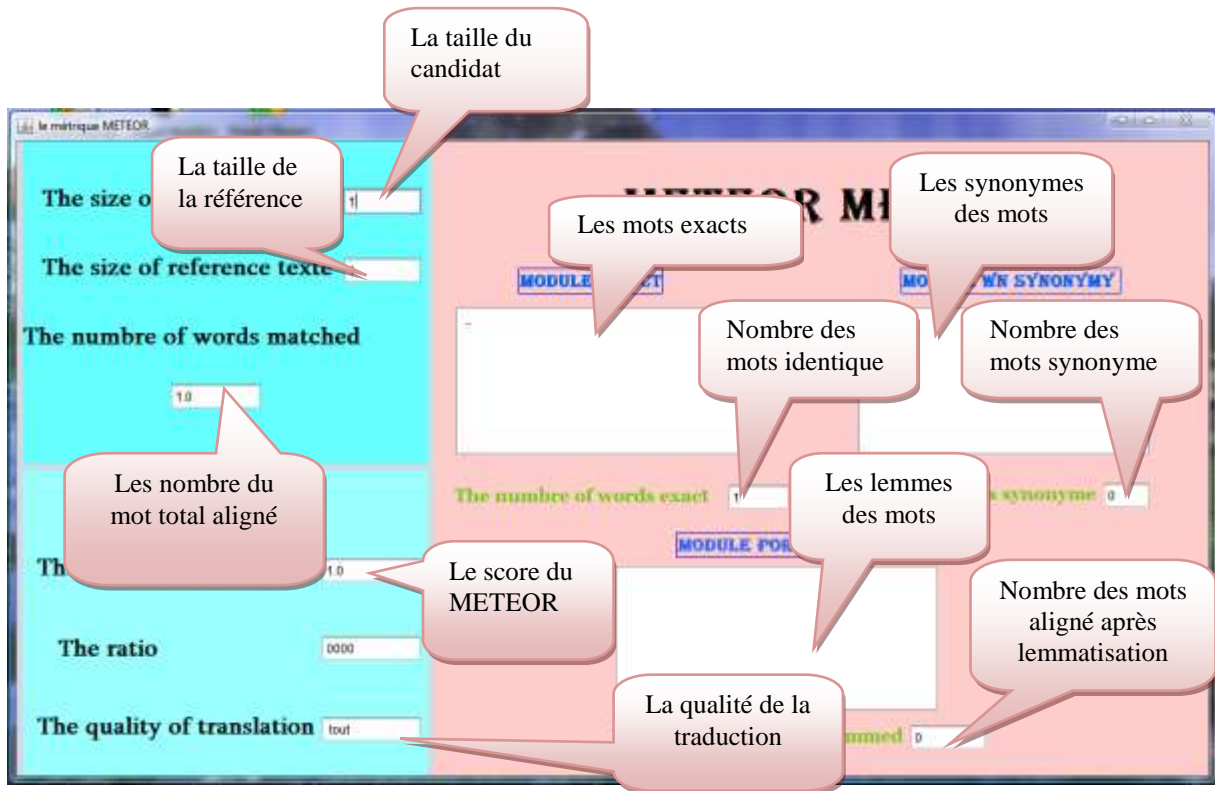 La taille du
candidat
le métrique METEOR
La taille de
la référence
The size o
1
Les synonymes
des mots
METEOR
Les mots exacts
The size of reference texte
MODULE
WN SYNONYMY
The numbre of words matched
1.0
Nombre des
mots identique
Nombre des
mots synonyme
Les nombre du
mot total aligné
The numbre of words exact
1
Les lemmes
des mots
synonyme 0
MODULE POR
Th
1.0
Le score du
METEOR
Nombre des mots
aligné après
lemmatisation
The ratio
0000
La qualité de la
traduction
The quality of translation tout
mmed 0